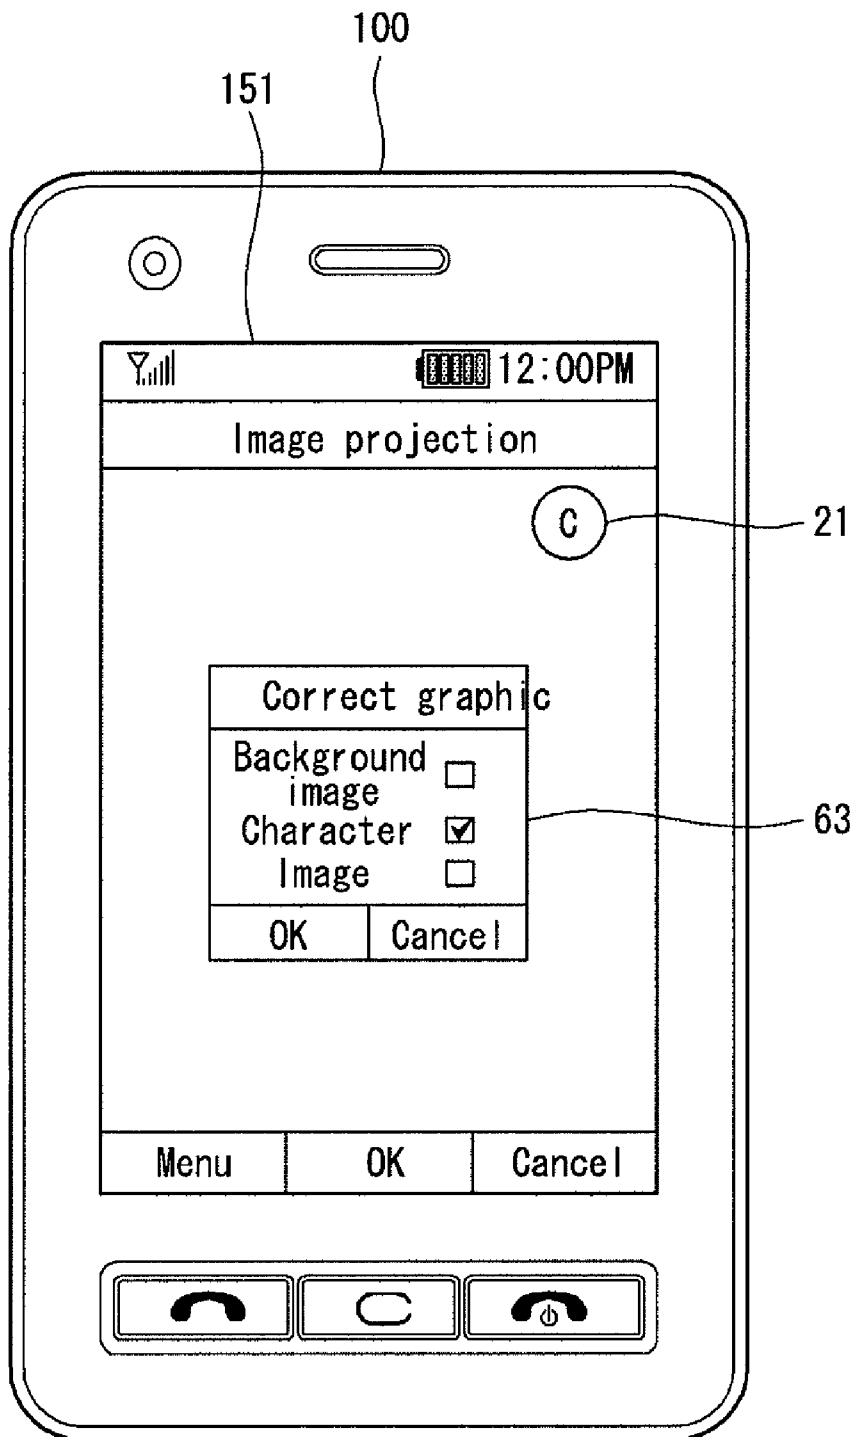 100
151
12:00PM
Image projection
C
21
Correct graphic
Background
image
Character
63
Image
OK Cancel
Menu OK Cancel